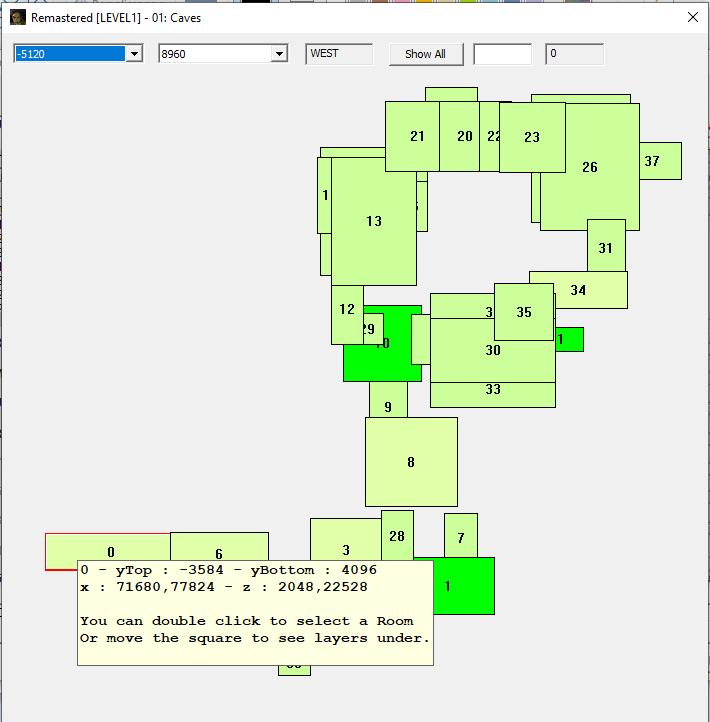 Remastered [LEVEL1] - 01: Caves
-5120 8960 WEST Show All 0
21 20 22 23
26 37
1 13
31
34
12 3 35
29 10 30 1
33
9
8
28 7
0 6 3
1
0 - yTop : -3584 - yBottom : 4096
x : 71680,77824 - z : 2048,22528
You can double click to select a Room
Or move the square to see layers under.